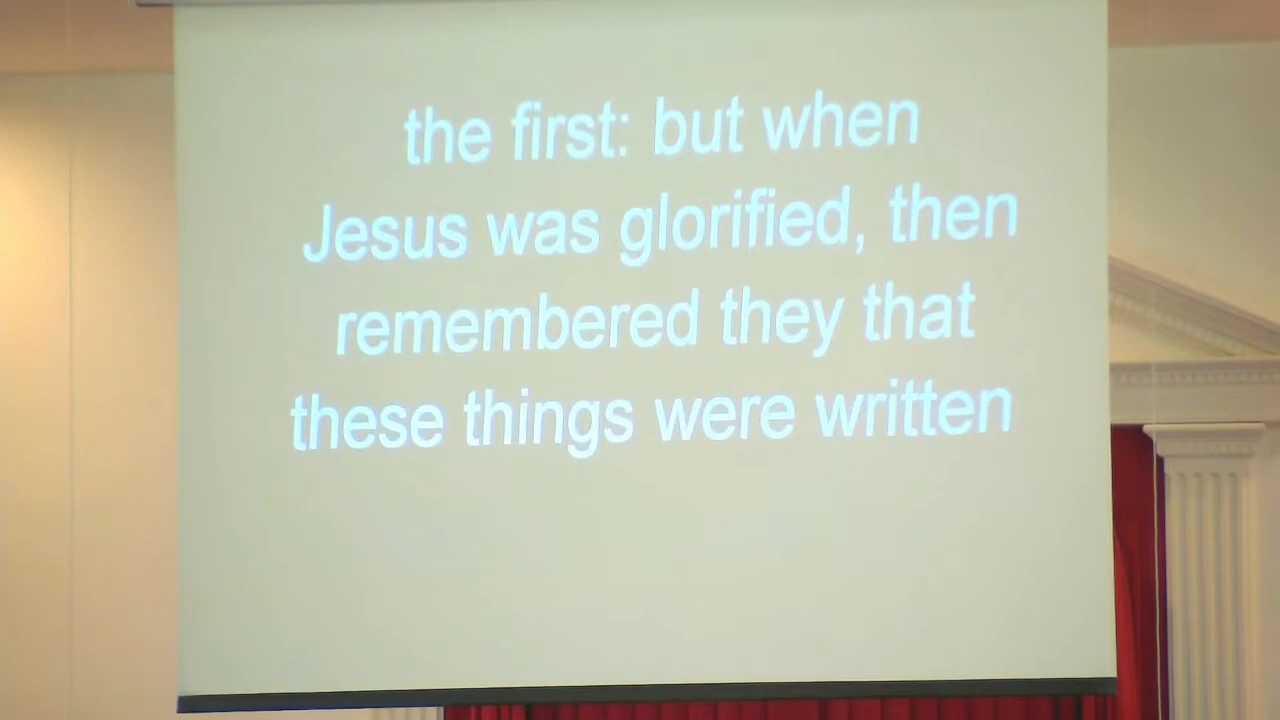 the first: but when
Jesus was glorified, then
remembered they that
these things were written